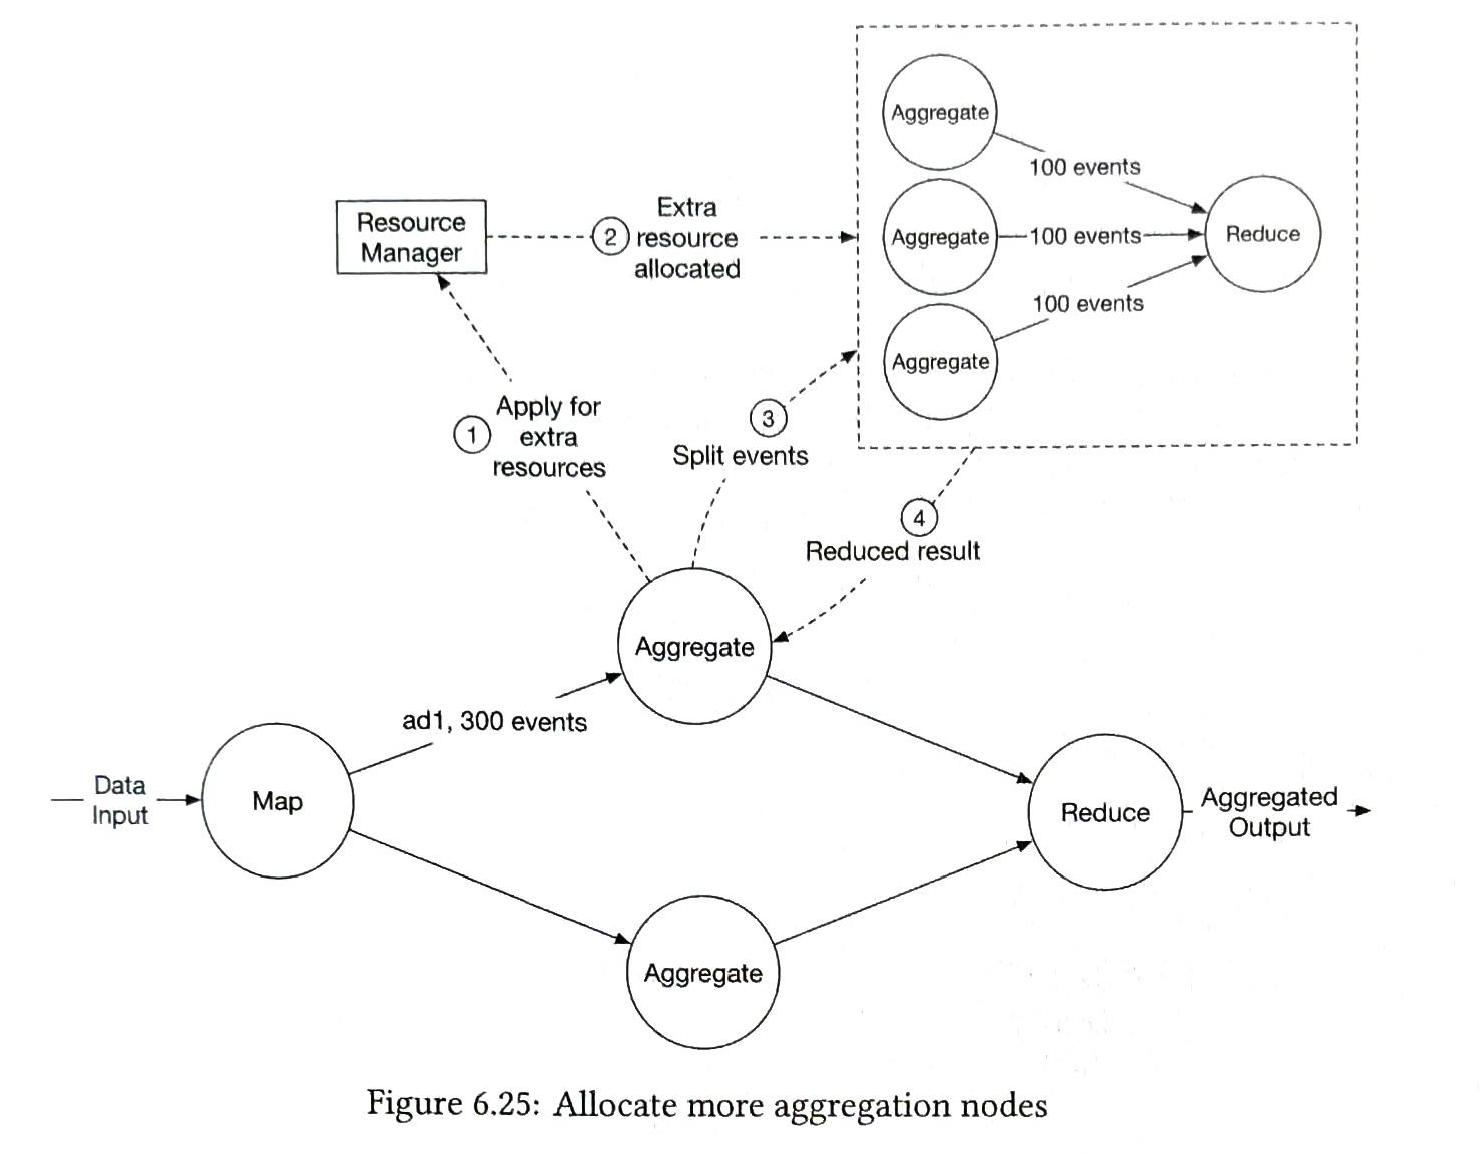 Aggregate
100 events
Resource
Manager
2
Extra
resource
allocated
Aggregate
100 events
Reduce
100 events
Aggregate
1
Apply for
extra
resources
3
Split events
4
Reduced result
Aggregate
ad1, 300 events
Data
Input
Map
Reduce
Aggregated
Output
Aggregate
Figure 6.25: Allocate more aggregation nodes